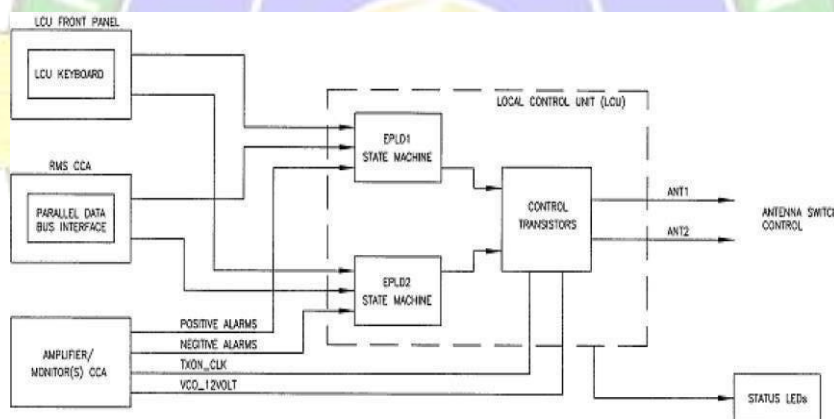 LCU FRONT PANEL
LCU KEYBOARD
LOCAL CONTROL UNIT (LCU)
EPLD1
STATE MACHINE
RMS CCA
PARALLEL DATA
BUS INTERFACE
CONTROL
TRANSISTORS
ANT1
ANT2
ANTENNA SWITCH
CONTROL
EPLD2
STATE MACHINE
AMPLIFIER/
MONITOR(S) CCA
POSITIVE ALARMS
NEGITIVE ALARMS
TXON_CLK
VCO_12VOLT
STATUS LEDs